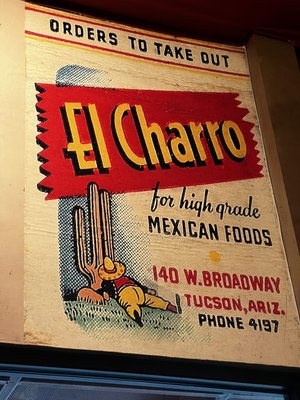 ORDERS TO TAKE OUT
El Charro
for high grade
MEXICAN FOODS
140 W. BROADWAY
TUCSON, ARIZ.
PHONE 4197